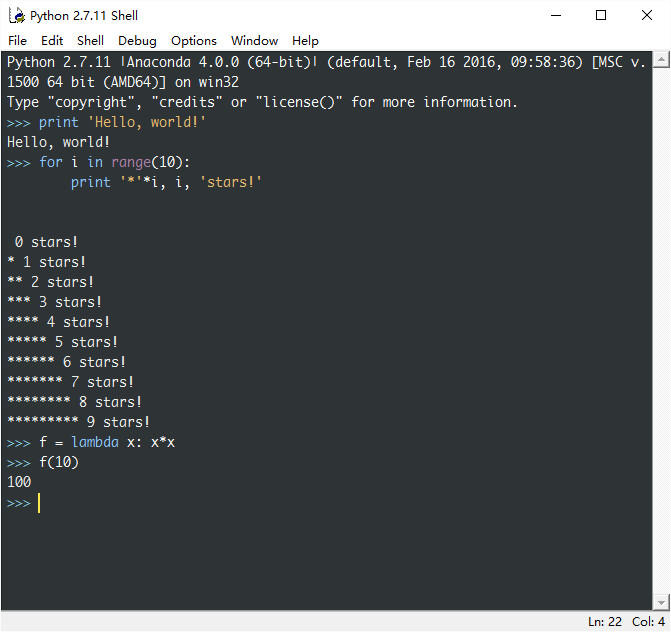 Python 2.7.11 Shell
File Edit Shell Debug Options Window Help
Python 2.7.11 |Anaconda 4.0.0 (64-bit)| (default, Feb 16 2016, 09:58:36) [MSC v.
1500 64 bit (AMD64)] on win32
Type "copyright", "credits" or "license()" for more information.
>>> print 'Hello, world!'
Hello, world!
>>> for i in range(10):
        print '*'*i, i, 'stars!'
 0 stars!
* 1 stars!
** 2 stars!
*** 3 stars!
**** 4 stars!
***** 5 stars!
****** 6 stars!
******* 7 stars!
******** 8 stars!
********* 9 stars!
>>> f = lambda x: x*x
>>> f(10)
100
>>>
Ln: 22 Col: 4